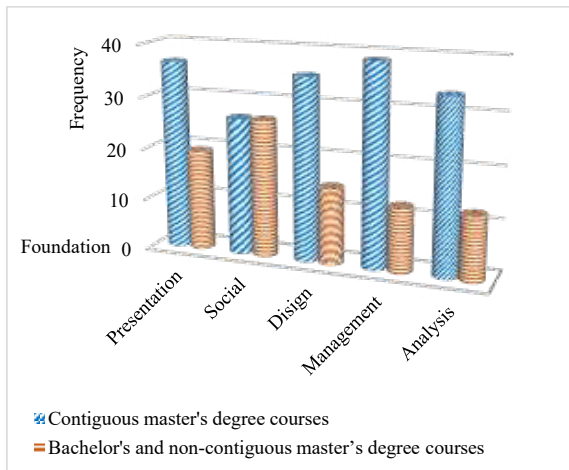 40
Frequency
30
20
10
Foundation 0
Presentation
Social
Disign
Management
Analysis
Contiguous master's degree courses
Bachelor's and non-contiguous master’s degree courses